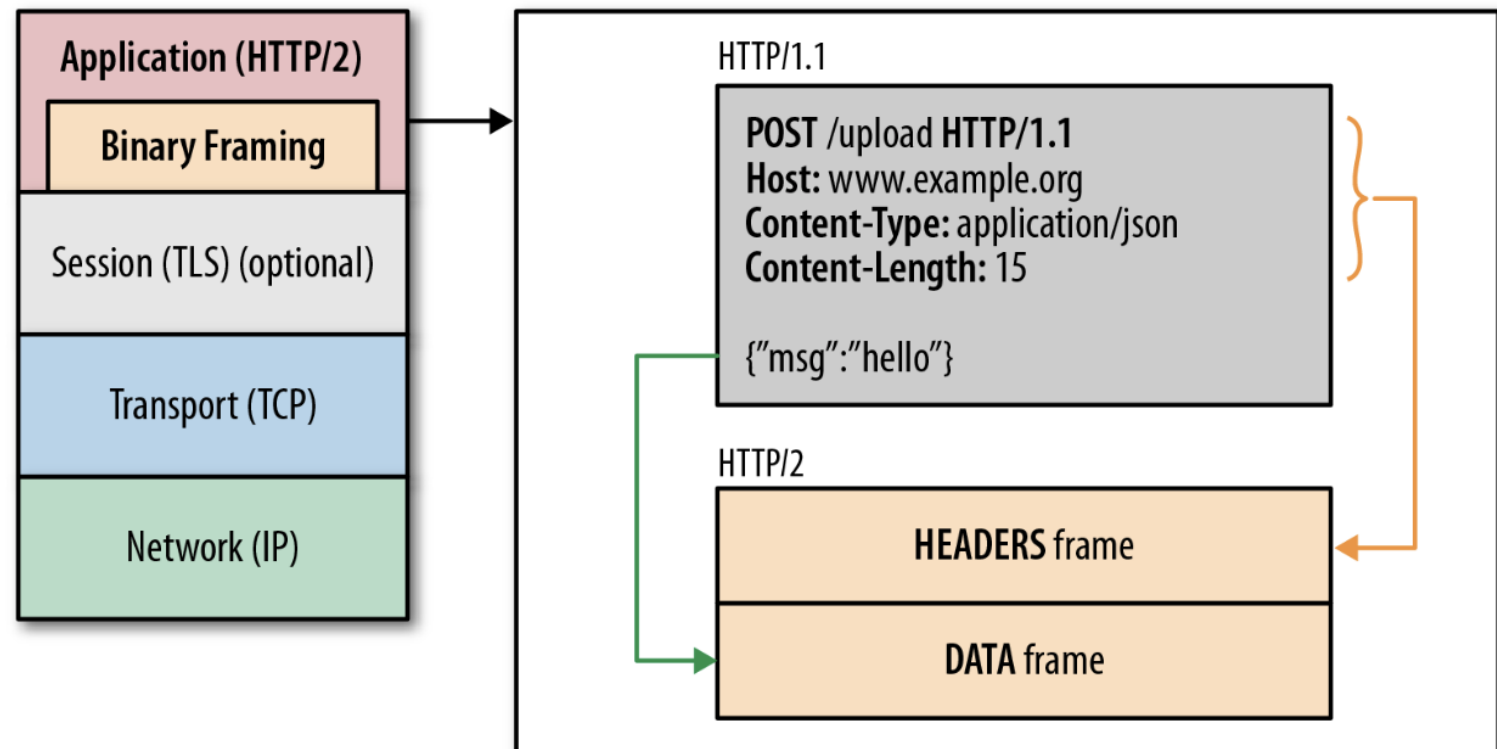 Application (HTTP/2)
Binary Framing
Session (TLS) (optional)
Transport (TCP)
Network (IP)
HTTP/1.1
POST /upload HTTP/1.1
Host: www.example.org
Content-Type: application/json
Content-Length: 15
{”msg”:”hello”}
HTTP/2
HEADERS frame
DATA frame